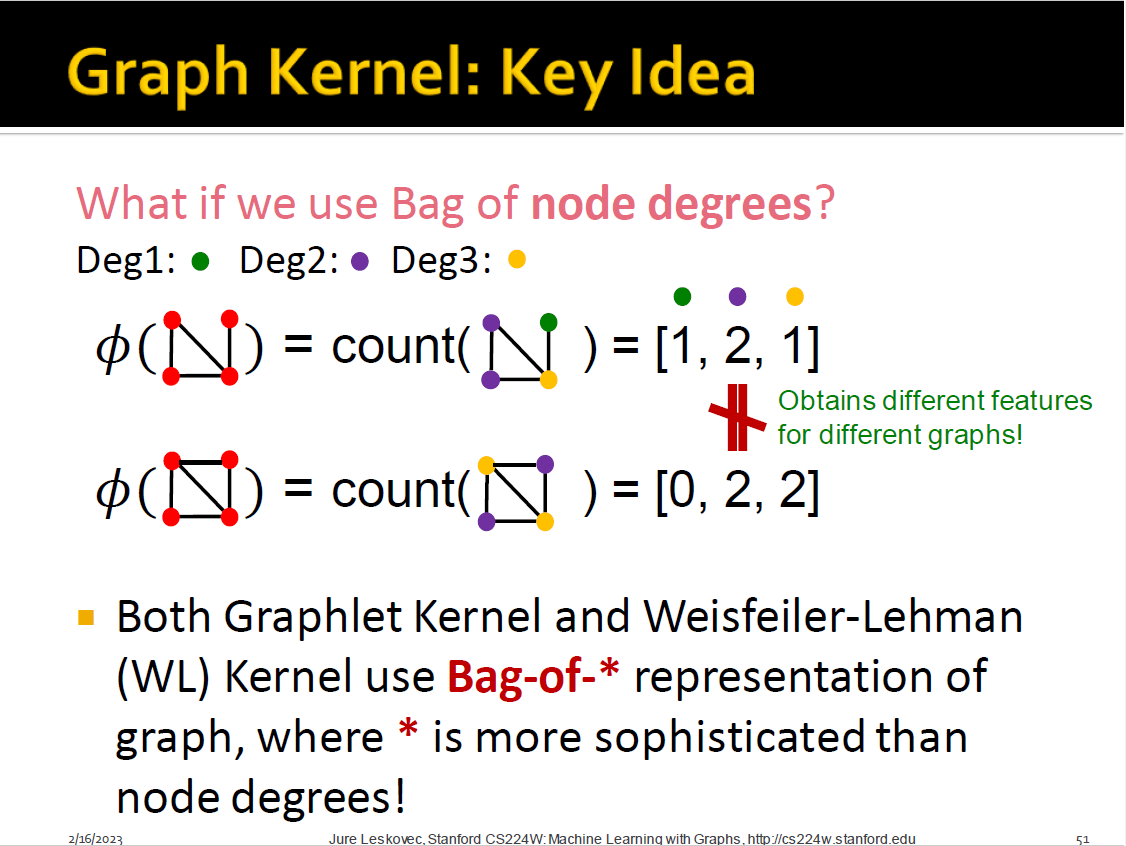 Graph Kernel: Key Idea
What if we use Bag of node degrees?
Deg1: Deg2: Deg3:
ϕ( ) = count( ) = [1, 2, 1]
Obtains different features
for different graphs!
ϕ( ) = count( ) = [0, 2, 2]
Both Graphlet Kernel and Weisfeiler-Lehman
(WL) Kernel use Bag-of-* representation of
graph, where * is more sophisticated than
node degrees!
2/16/2023 Jure Leskovec, Stanford CS224W: Machine Learning with Graphs, http://cs224w.stanford.edu 51